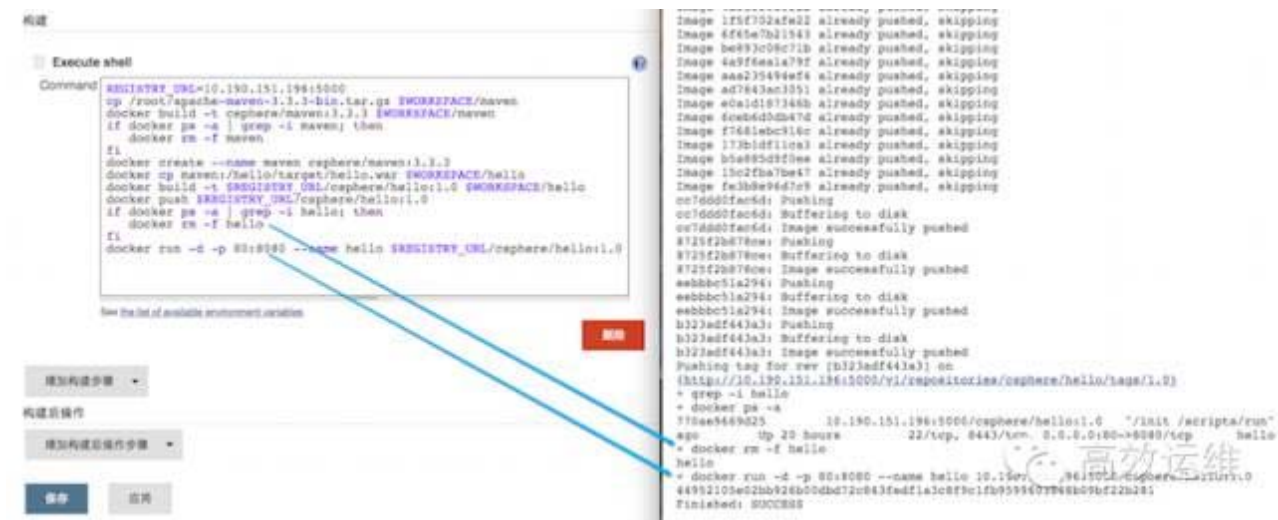 构建
Execute shell
Command
REGISTRY_URL=10.190.151.196:5000
cp /root/apache-maven-3.3.3-bin.tar.gz $WORKSPACE/maven
docker build -t csphere/maven:3.3.3 $WORKSPACE/maven
if docker ps -a | grep -i maven; then
docker rm -f maven
fi
docker create --name maven csphere/maven:3.3.3
docker cp maven:/hello/target/hello.war $WORKSPACE/hello
docker build -t $REGISTRY_URL/csphere/hello:1.0 $WORKSPACE/hello
docker push $REGISTRY_URL/csphere/hello:1.0
if docker ps -a | grep -i hello; then
docker rm -f hello
fi
docker run -d -p 80:8080 --name hello $REGISTRY_URL/csphere/hello:1.0
See the list of available environment variables
删除
增加构建步骤
构建后操作
增加构建后操作步骤
保存
应用
Image 1f5f702afe22 already pushed, skipping
Image 6f65e7b21543 already pushed, skipping
Image be893c08c71b already pushed, skipping
Image 4a9f6ea1a79f already pushed, skipping
Image aaa235494ef4 already pushed, skipping
Image ad7643ac3051 already pushed, skipping
Image e0a1d187346b already pushed, skipping
Image 6ceb6d0db47d already pushed, skipping
Image f7681ebc916c already pushed, skipping
Image 173b1df11ca3 already pushed, skipping
Image b5a885d9f0ee already pushed, skipping
Image 15c2fba7be47 already pushed, skipping
Image fe3b8e96d7c9 already pushed, skipping
cc7ddd0fac6d: Pushing
cc7ddd0fac6d: Buffering to disk
cc7ddd0fac6d: Image successfully pushed
8725f2b878ce: Pushing
8725f2b878ce: Buffering to disk
8725f2b878ce: Image successfully pushed
eebbbc51a294: Pushing
eebbbc51a294: Buffering to disk
eebbbc51a294: Image successfully pushed
b323adf443a3: Pushing
b323adf443a3: Buffering to disk
b323adf443a3: Image successfully pushed
Pushing tag for rev [b323adf443a3] on
{http://10.190.151.196:5000/v1/repositories/csphere/hello/tags/1.0}
+ grep -i hello
+ docker ps -a
770ae9669d25 10.190.151.196:5000/csphere/hello:1.0 "/init /scripts/run"
ago Up 20 hours 22/tcp, 8443/tcp, 0.0.0.0:80->8080/tcp hello
+ docker rm -f hello
hello
+ docker run -d -p 80:8080 --name hello
Finished: SUCCESS
高效运维